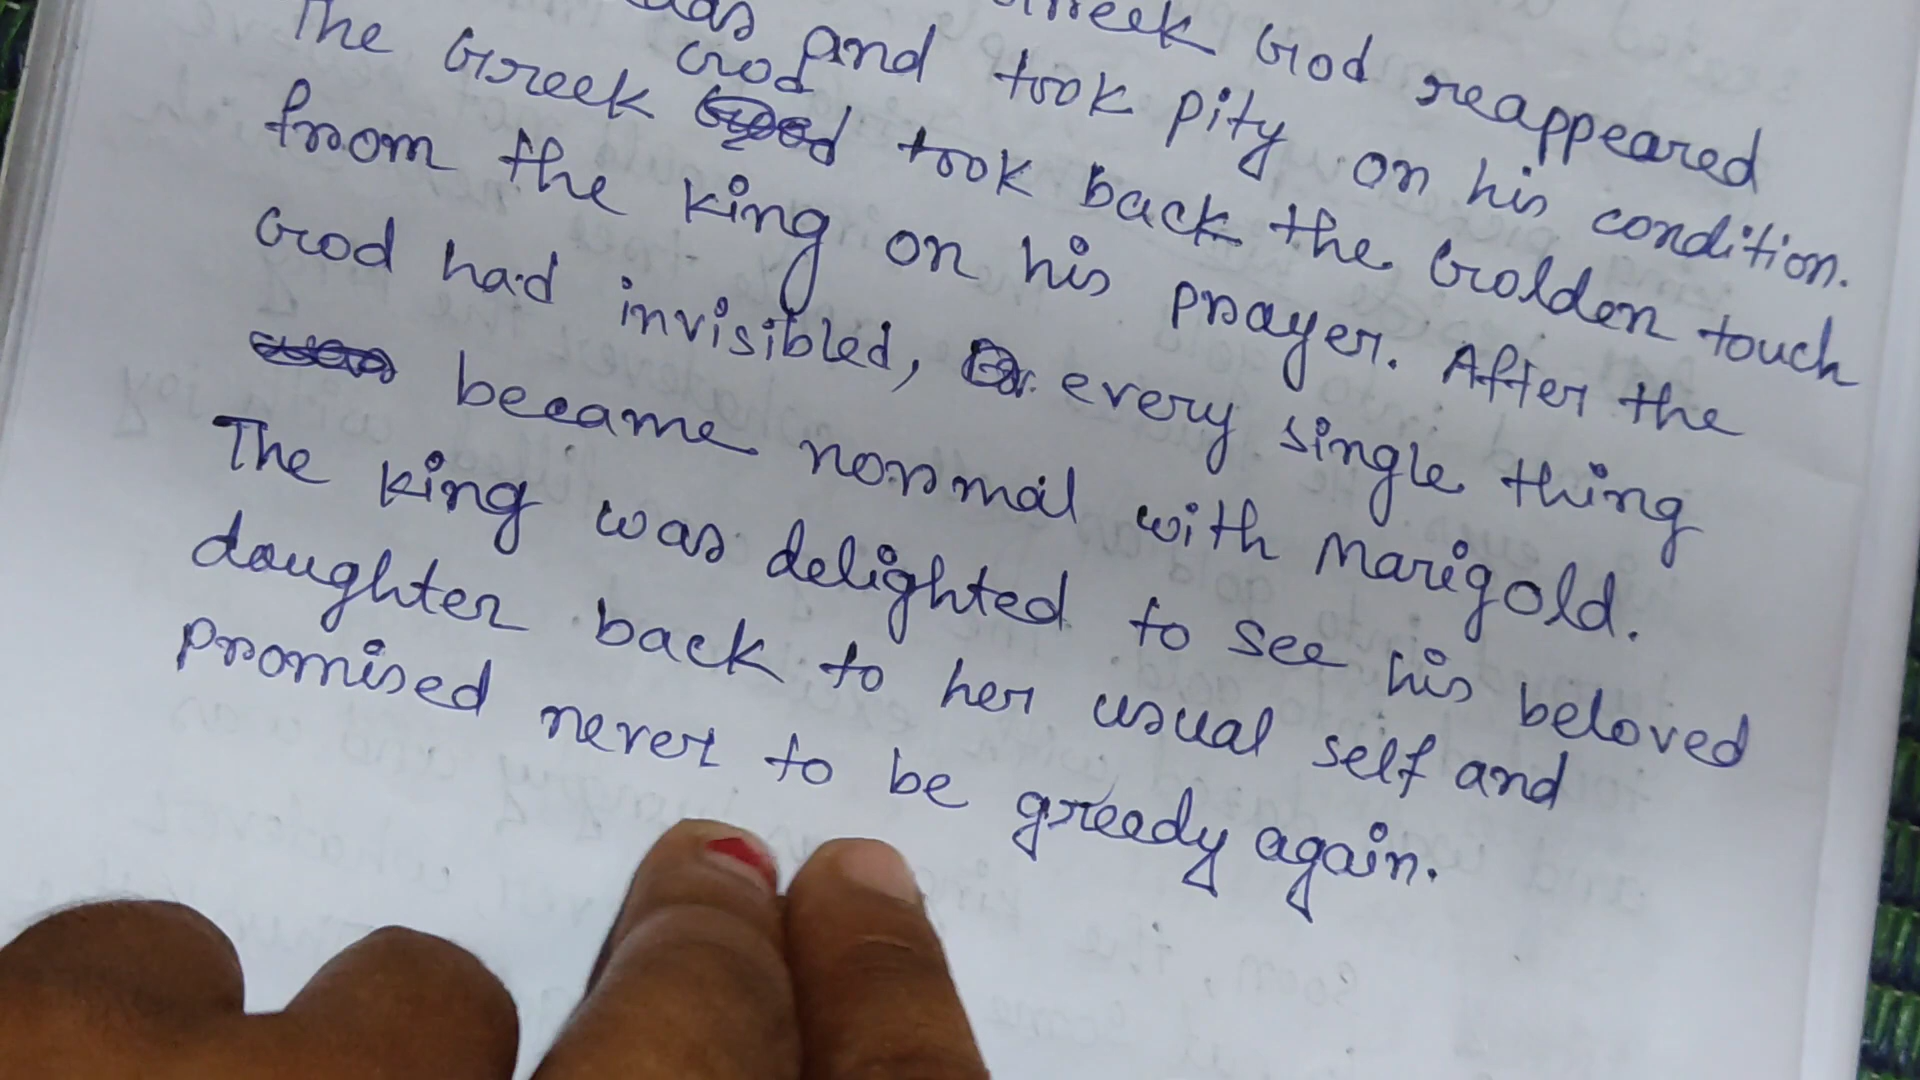 Greek God reappeared
and took pity on his condition.
The Greek God took back the Golden touch
from the king on his prayer. After the
God had invisibled, every single thing
became normal with Marigold.
The king was delighted to see his beloved
daughter back to her usual self and
promised never to be greedy again.